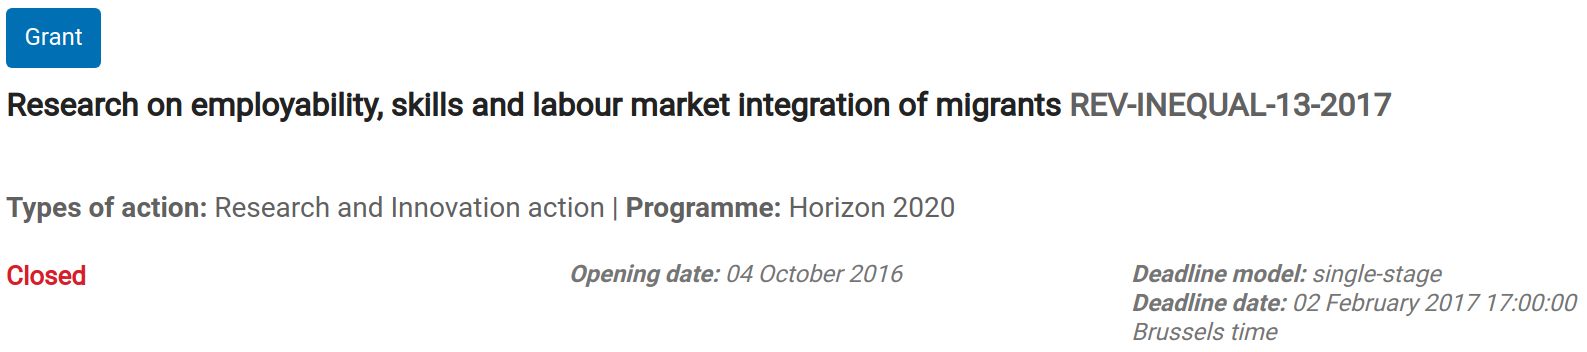 Grant
Research on employability, skills and labour market integration of migrants REV-INEQUAL-13-2017
Types of action: Research and Innovation action | Programme: Horizon 2020
Closed
Opening date: 04 October 2016
Deadline model: single-stage
Deadline date: 02 February 2017 17:00:00
Brussels time